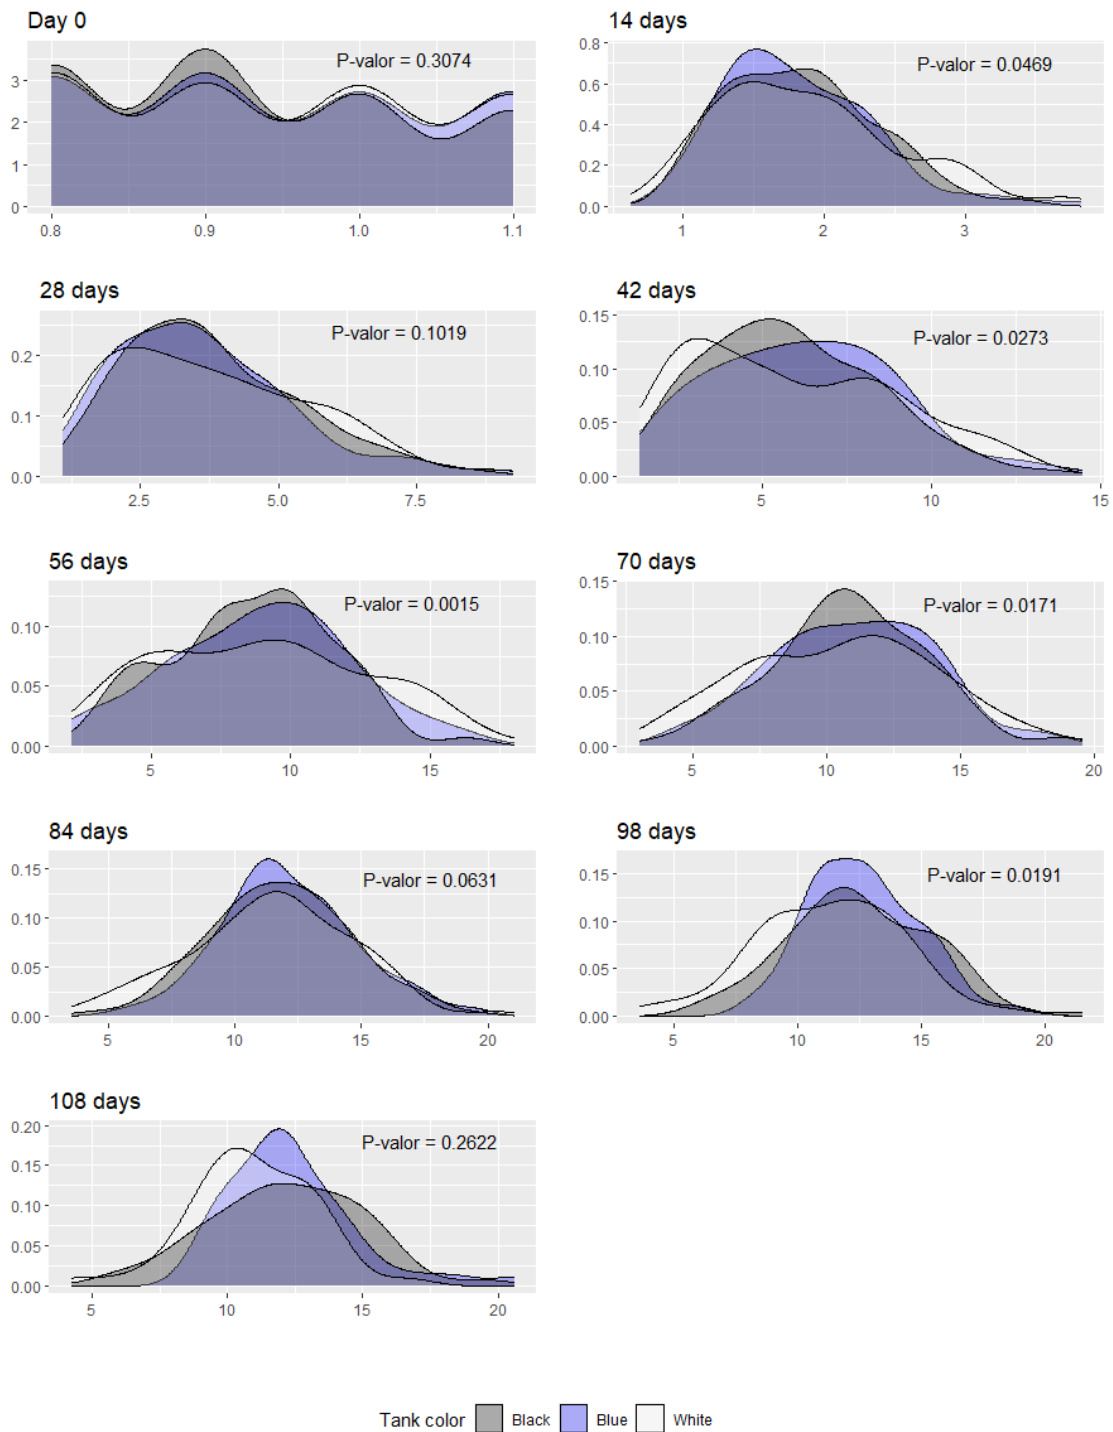 Day 0
P-valor = 0.3074
3
2
1
0
0.8 0.9 1.0 1.1
14 days
P-valor = 0.0469
0.8
0.6
0.4
0.2
0.0
1 2 3
28 days
P-valor = 0.1019
0.2
0.1
0.0
2.5 5.0 7.5
42 days
P-valor = 0.0273
0.15
0.10
0.05
0.00
5 10 15
56 days
P-valor = 0.0015
0.10
0.05
0.00
5 10 15
70 days
P-valor = 0.0171
0.15
0.10
0.05
0.00
5 10 15 20
84 days
P-valor = 0.0631
0.15
0.10
0.05
0.00
5 10 15 20
98 days
P-valor = 0.0191
0.15
0.10
0.05
0.00
5 10 15 20
108 days
P-valor = 0.2622
0.20
0.15
0.10
0.05
0.00
5 10 15 20
Tank color Black Blue White